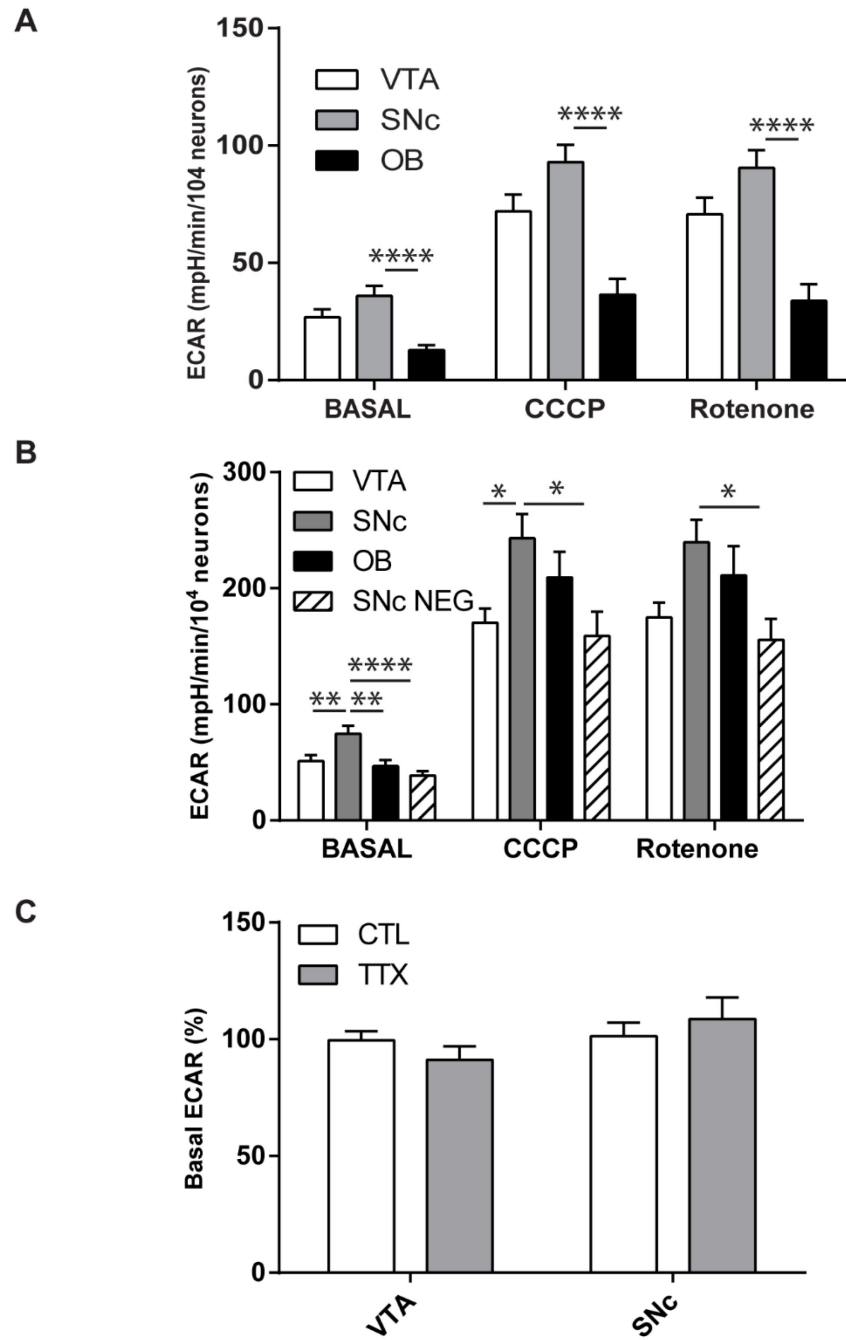 A
ECAR (mpH/min/104 neurons)
150
100
50
0
VTA
SNc
OB
****
****
****
BASAL
CCCP
Rotenone
B
ECAR (mpH/min/10⁴ neurons)
300
200
100
0
VTA
SNc
OB
SNc NEG
****
** **
* *
*
BASAL
CCCP
Rotenone
C
Basal ECAR (%)
150
100
50
0
CTL
TTX
VTA
SNc